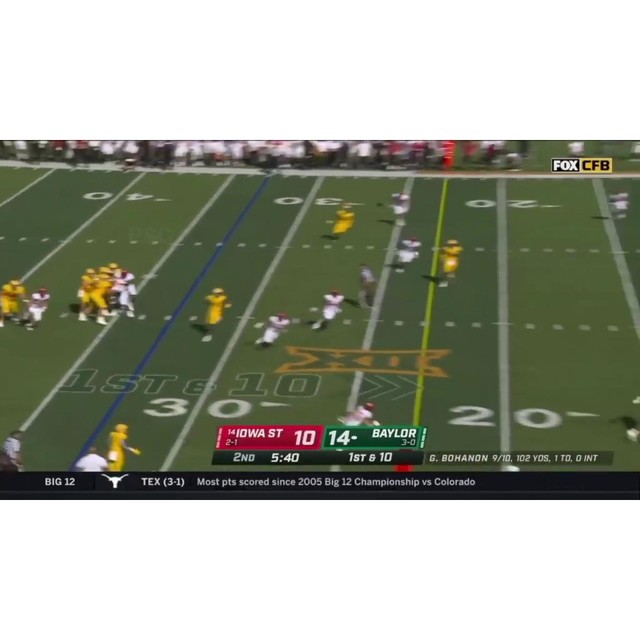 FOX CFB
40 30 20
XII
1ST & 10
30 20
14 IOWA ST 10 14 BAYLOR
2-1 3-0
2ND 5:40 1ST & 10 G. BOHANON 9/10, 102 YDS, 1 TD, 0 INT
BIG 12 TEX (3-1) Most pts scored since 2005 Big 12 Championship vs Colorado